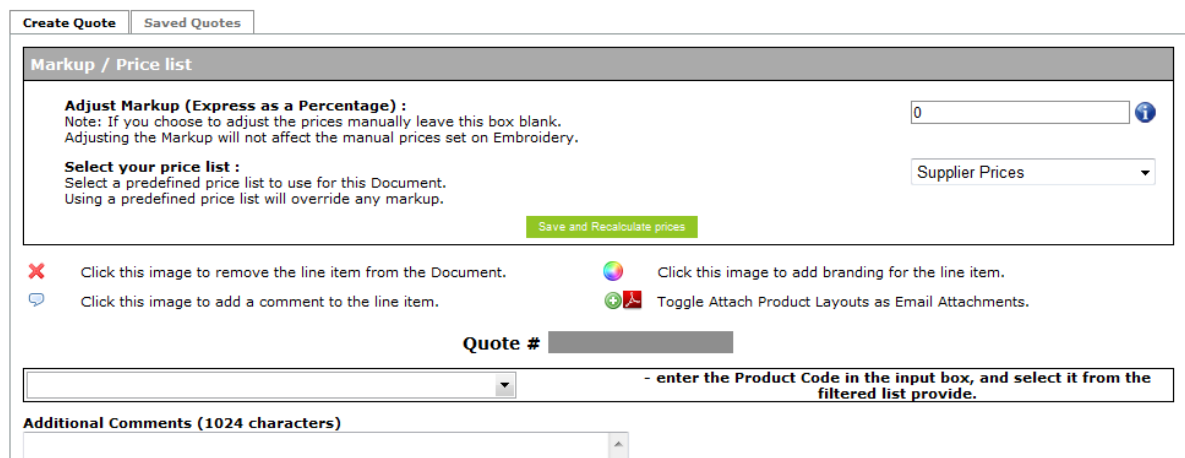 Create Quote Saved Quotes
Markup / Price list
Adjust Markup (Express as a Percentage) :
Note: If you choose to adjust the prices manually leave this box blank.
Adjusting the Markup will not affect the manual prices set on Embroidery.
0
Select your price list :
Select a predefined price list to use for this Document.
Using a predefined price list will override any markup.
Supplier Prices
Save and Recalculate prices
Click this image to remove the line item from the Document.
Click this image to add branding for the line item.
Click this image to add a comment to the line item.
Toggle Attach Product Layouts as Email Attachments.
Quote #
- enter the Product Code in the input box, and select it from the
filtered list provide.
Additional Comments (1024 characters)